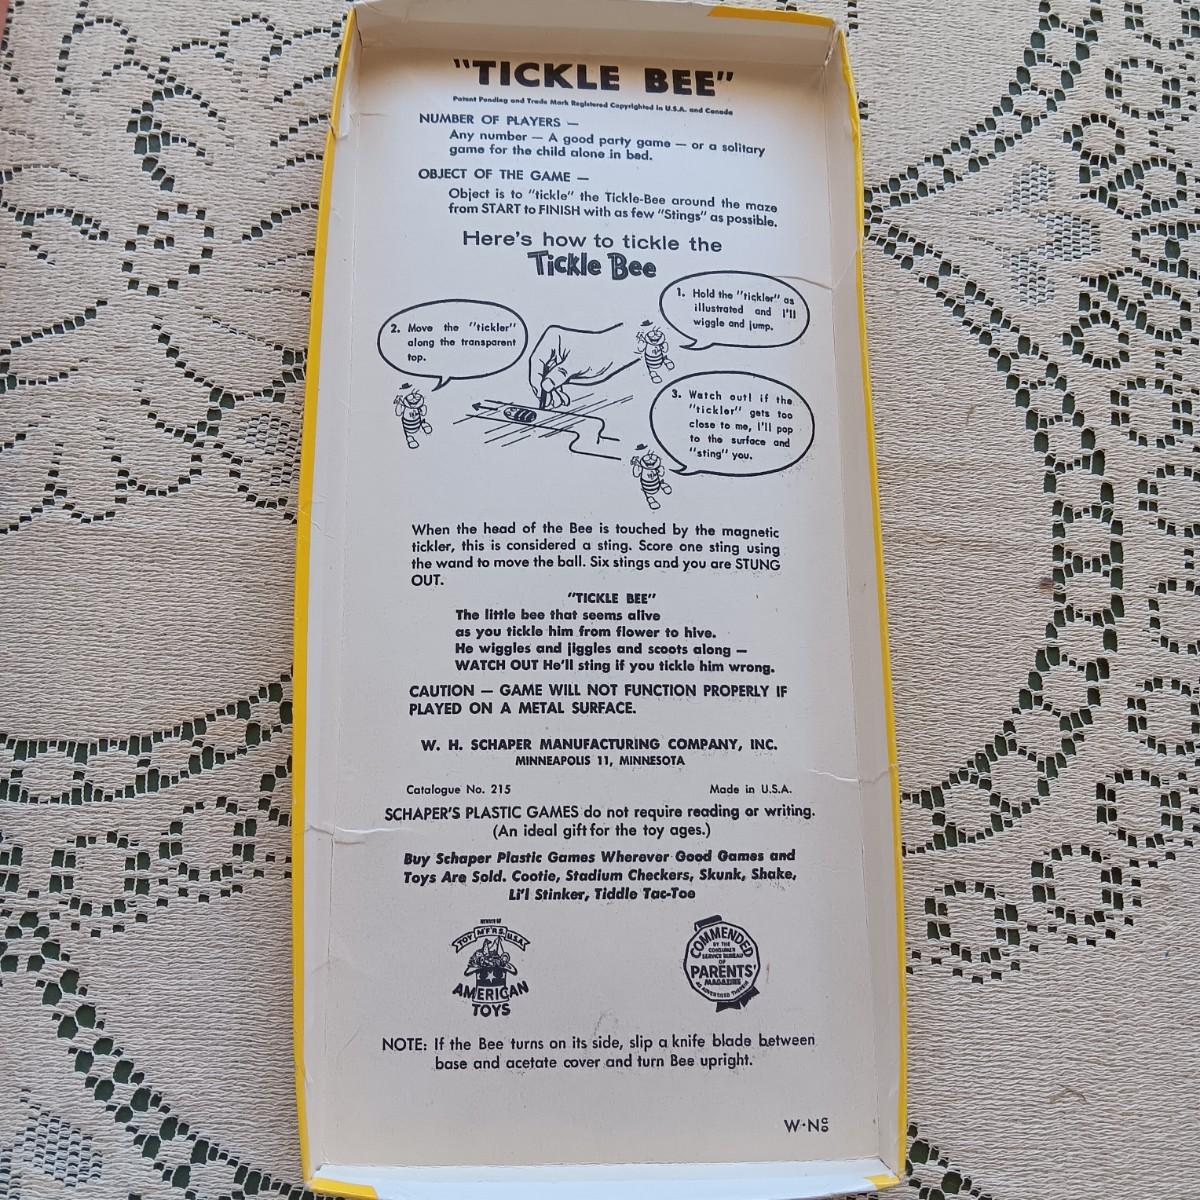 "TICKLE BEE"
Patent Pending and Trade Mark Registered Copyrighted in U.S.A. and Canada
NUMBER OF PLAYERS —
Any number — A good party game — or a solitary
game for the child alone in bed.
OBJECT OF THE GAME —
Object is to "tickle" the Tickle-Bee around the maze
from START to FINISH with as few "Stings" as possible.
Here's how to tickle the
Tickle Bee
1. Hold the "tickler" as
illustrated and I'll
wiggle and jump.
2. Move the "tickler"
along the transparent
top.
3. Watch out! if the
"tickler" gets too
close to me, I'll pop
to the surface and
"sting" you.
When the head of the Bee is touched by the magnetic
tickler, this is considered a sting. Score one sting using
the wand to move the ball. Six stings and you are STUNG
OUT.
"TICKLE BEE"
The little bee that seems alive
as you tickle him from flower to hive.
He wiggles and jiggles and scoots along —
WATCH OUT He'll sting if you tickle him wrong.
CAUTION — GAME WILL NOT FUNCTION PROPERLY IF
PLAYED ON A METAL SURFACE.
W. H. SCHAPER MANUFACTURING COMPANY, INC.
MINNEAPOLIS 11, MINNESOTA
Catalogue No. 215 Made in U.S.A.
SCHAPER'S PLASTIC GAMES do not require reading or writing.
(An ideal gift for the toy ages.)
Buy Schaper Plastic Games Wherever Good Games and
Toys Are Sold. Cootie, Stadium Checkers, Skunk, Shake,
Li'l Stinker, Tiddle Tac-Toe
MEMBER OF
TOY M'F'RS. U.S.A.
AMERICAN
TOYS
COMMENDED
BY THE
CONSUMER
SERVICE BUREAU
OF
PARENTS'
MAGAZINE
AS ADVERTISED THEREIN
NOTE: If the Bee turns on its side, slip a knife blade between
base and acetate cover and turn Bee upright.
W·N